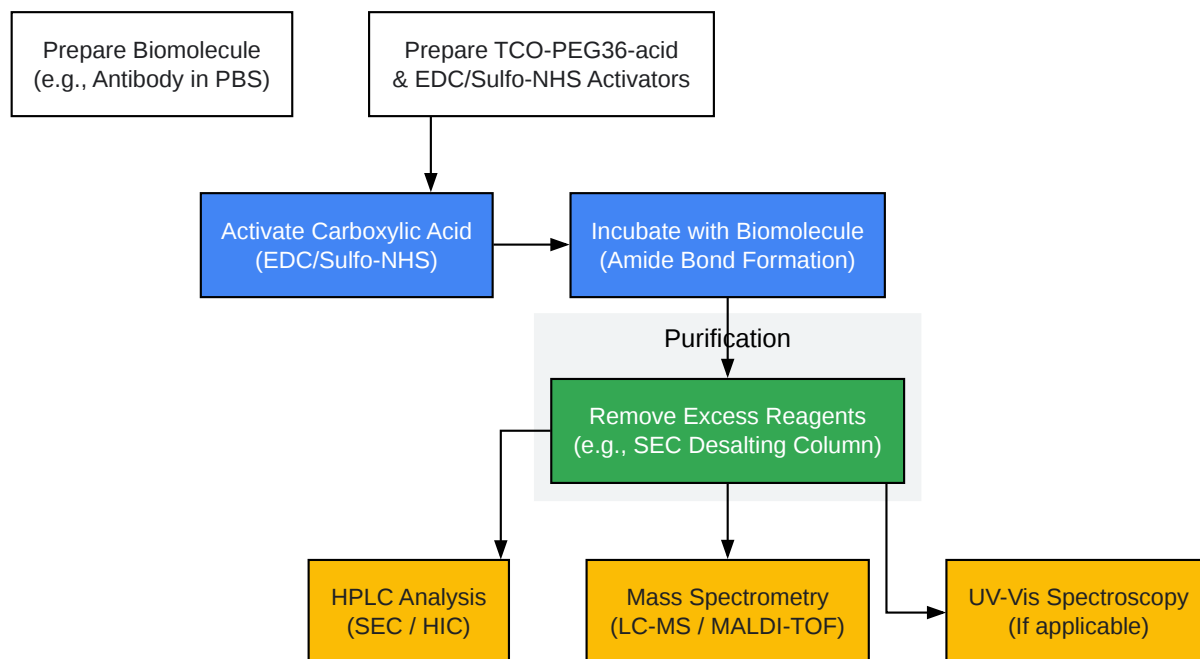 Prepare Biomolecule
(e.g., Antibody in PBS)
Prepare TCO-PEG36-acid
& EDC/Sulfo-NHS Activators
Activate Carboxylic Acid
(EDC/Sulfo-NHS)
Incubate with Biomolecule
(Amide Bond Formation)
Purification
Remove Excess Reagents
(e.g., SEC Desalting Column)
HPLC Analysis
(SEC / HIC)
Mass Spectrometry
(LC-MS / MALDI-TOF)
UV-Vis Spectroscopy
(If applicable)